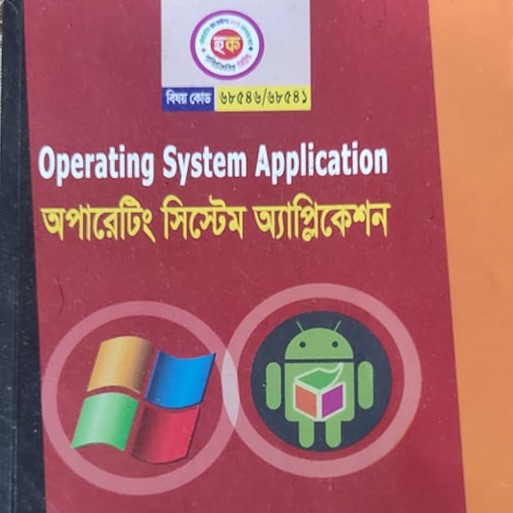 হক
বিষয় কোড ৬৮৫৪৬/৬৮৫৪১
Operating System Application
অপারেটিং সিস্টেম অ্যাপ্লিকেশন